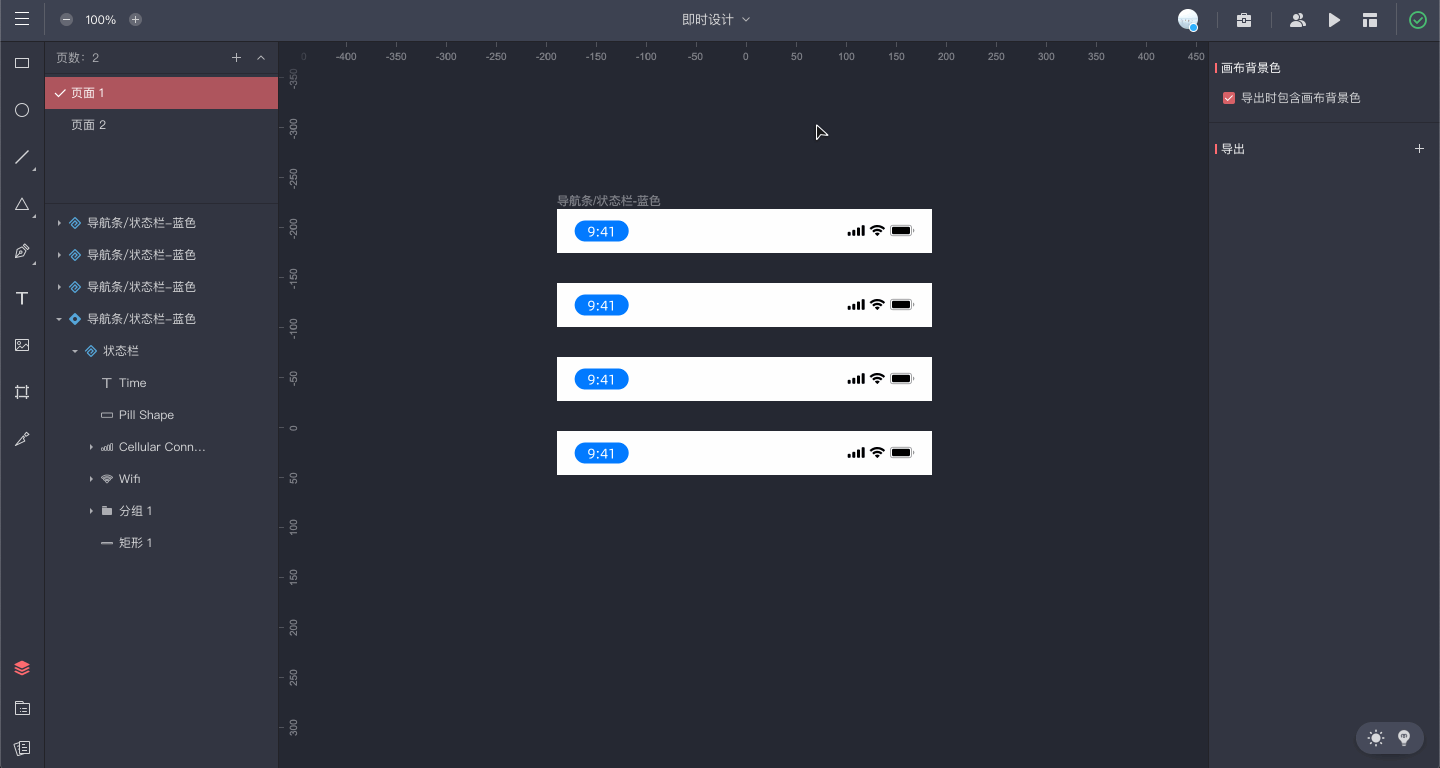 100%
即时设计
页数: 2
页面 1
页面 2
导航条/状态栏-蓝色
导航条/状态栏-蓝色
导航条/状态栏-蓝色
导航条/状态栏-蓝色
状态栏
Time
Pill Shape
Cellular Conn...
Wifi
分组 1
矩形 1
0 -400 -350 -300 -250 -200 -150 -100 -50 0 50 100 150 200 250 300 350 400 450
-350
-300
-250
-200
-150
-100
-50
0
50
100
150
200
250
300
导航条/状态栏-蓝色
9:41
9:41
9:41
9:41
画布背景色
导出时包含画布背景色
导出